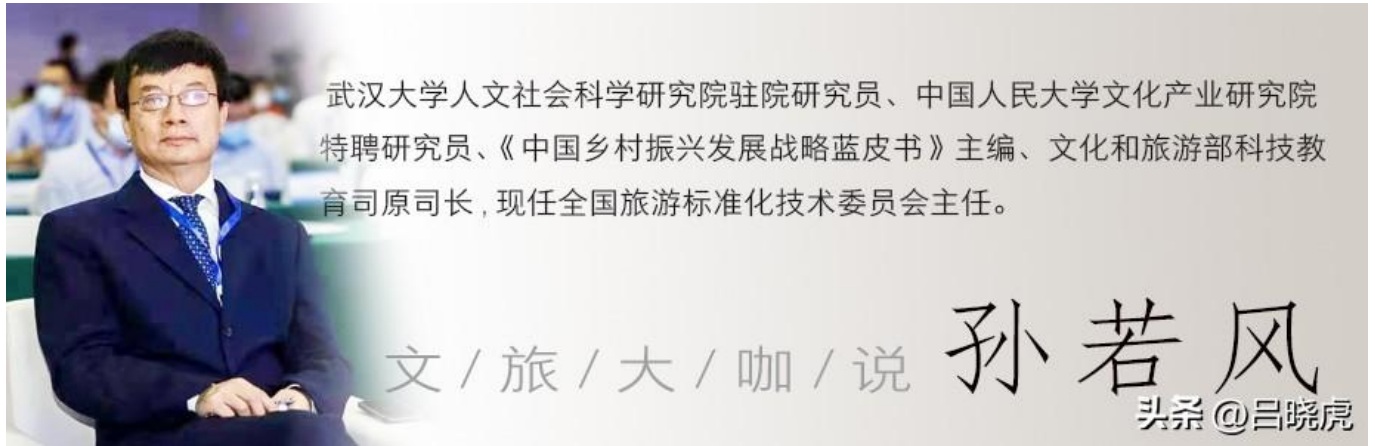 武汉大学人文社会科学研究院驻院研究员、中国人民大学文化产业研究院
特聘研究员、《中国乡村振兴发展战略蓝皮书》主编、文化和旅游部科技教
育司原司长,现任全国旅游标准化技术委员会主任。
文/旅/大/咖/说 孙若风
头条 @吕晓虎